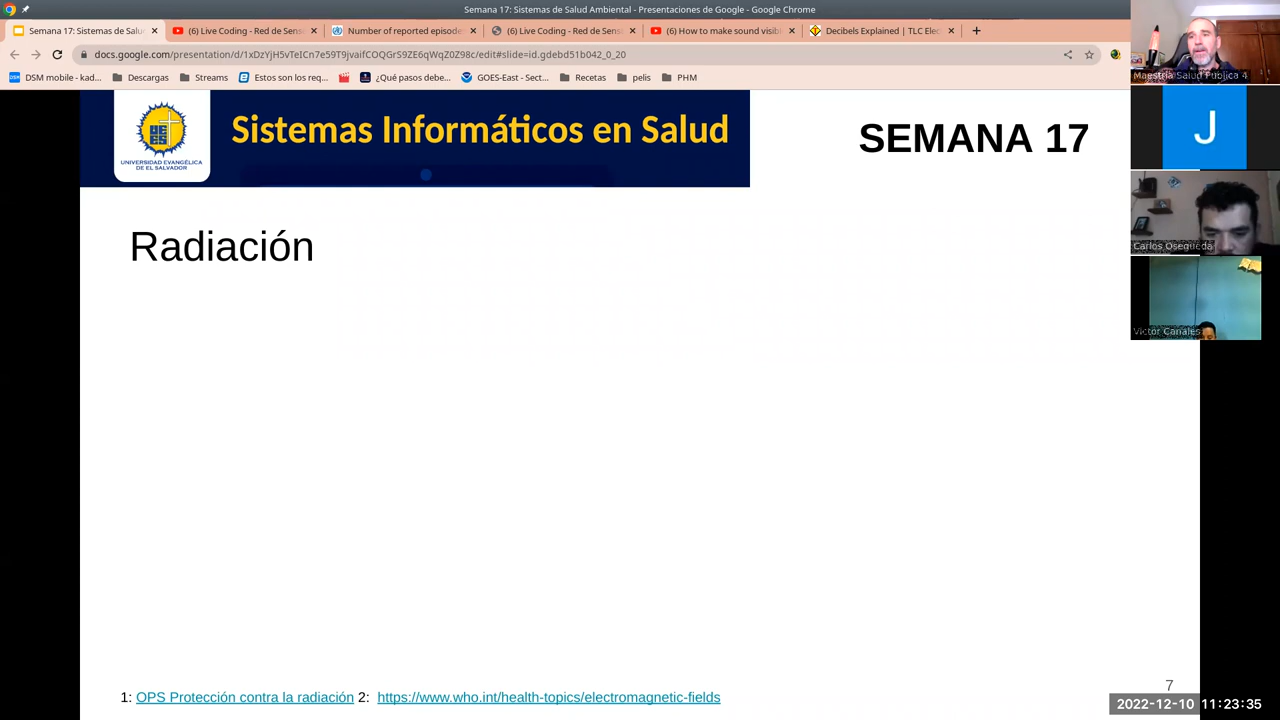 Semana 17: Sistemas de Salud Ambiental - Presentaciones de Google - Google Chrome
Semana 17: Sistemas de Salu
(6) Live Coding - Red de Sensi
Number of reported episode
(6) Live Coding - Red de Sensi
(6) How to make sound visibl
Decibels Explained | TLC Elec
docs.google.com/presentation/d/1xDzYjH5vTeICn7e59T9jvaifCOQGrS9ZE6qWqZ0Z98c/edit#slide=id.gdebd51b042_0_20
DSM mobile - kad...
Descargas
Streams
Estos son los req...
¿Qué pasos debe...
GOES-East - Sect...
Recetas
pelis
PHM
Maestria Salud Publica 4
J
Carlos Osegueda
Victor Canales
UEES
UNIVERSIDAD EVANGÉLICA
DE EL SALVADOR
Sistemas Informáticos en Salud
SEMANA 17
Radiación
1: OPS Protección contra la radiación 2: https://www.who.int/health-topics/electromagnetic-fields
7
2022-12-10 11:23:35